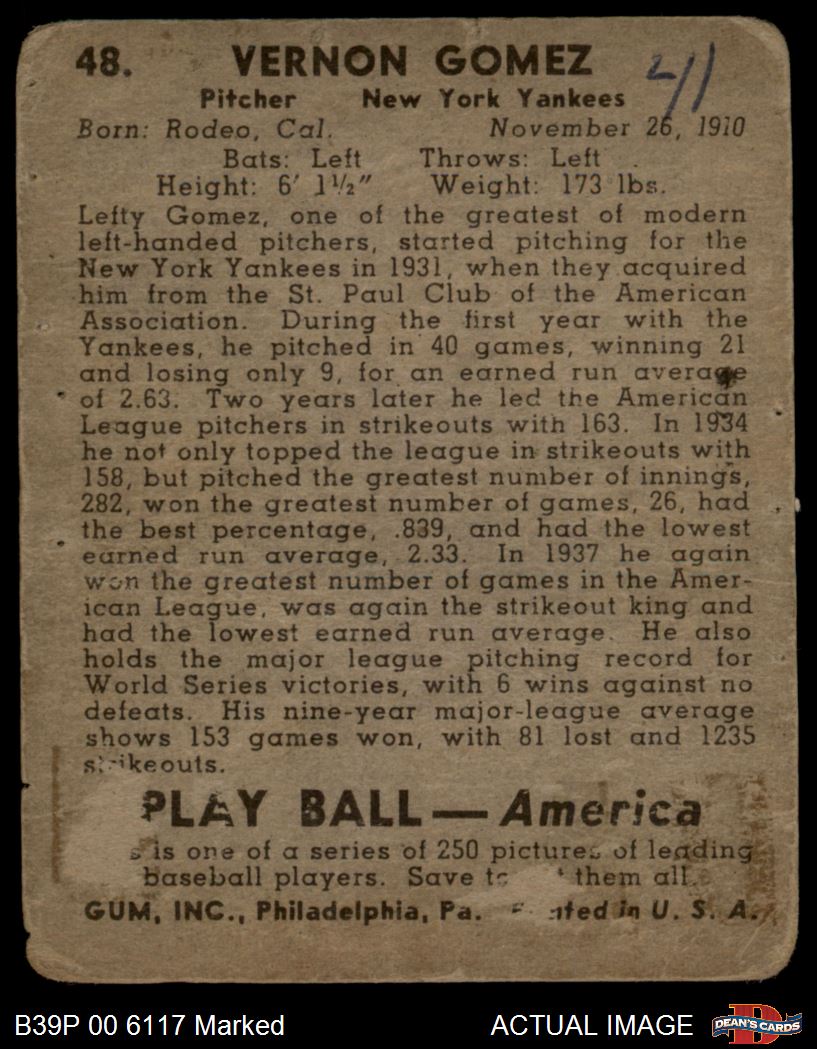 48. VERNON GOMEZ
41
Pitcher New York Yankees
Born: Rodeo, Cal. November 26, 1910
Bats: Left Throws: Left
Height: 6' 1½" Weight: 173 lbs.
Lefty Gomez, one of the greatest of modern
left-handed pitchers, started pitching for the
New York Yankees in 1931, when they acquired
him from the St. Paul Club of the American
Association. During the first year with the
Yankees, he pitched in 40 games, winning 21
and losing only 9, for an earned run average
of 2.63. Two years later he led the American
League pitchers in strikeouts with 163. In 1934
he not only topped the league in strikeouts with
158, but pitched the greatest number of innings,
282, won the greatest number of games, 26, had
the best percentage, .839, and had the lowest
earned run average, 2.33. In 1937 he again
won the greatest number of games in the Amer-
ican League, was again the strikeout king and
had the lowest earned run average. He also
holds the major league pitching record for
World Series victories, with 6 wins against no
defeats. His nine-year major-league average
shows 153 games won, with 81 lost and 1235
strikeouts.
PLAY BALL — America
is one of a series of 250 pictures of leading
baseball players. Save them all.
GUM, INC., Philadelphia, Pa. in U. S. A.
B39P 00 6117 Marked ACTUAL IMAGE DEAN'S CARDS